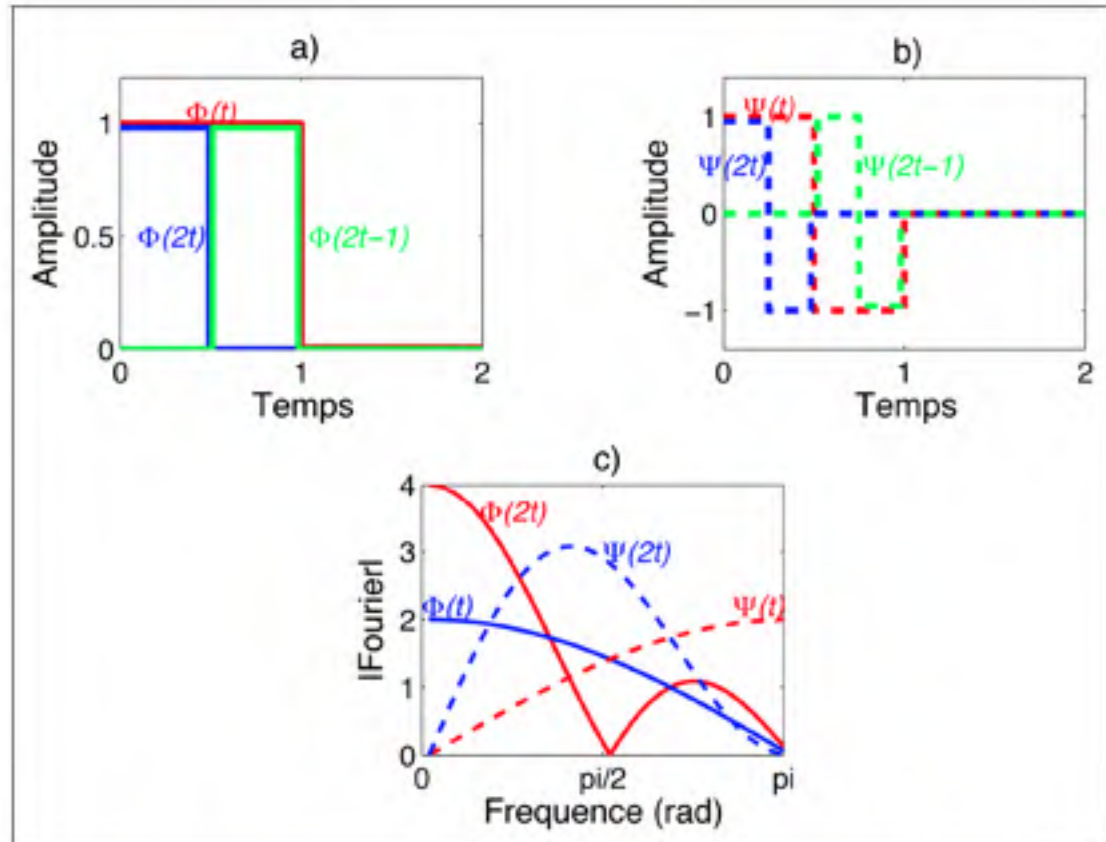 a)
Φ(t)
1
Amplitude
0.5
Φ(2t)
Φ(2t−1)
0
0
1
2
Temps
b)
Ψ(t)
1
Ψ(2t)
Ψ(2t−1)
Amplitude
0
−1
0
1
2
Temps
c)
4
Φ(2t)
3
Ψ(2t)
|Fourier|
Φ(t)
Ψ(t)
2
1
0
0
pi/2
pi
Frequence (rad)